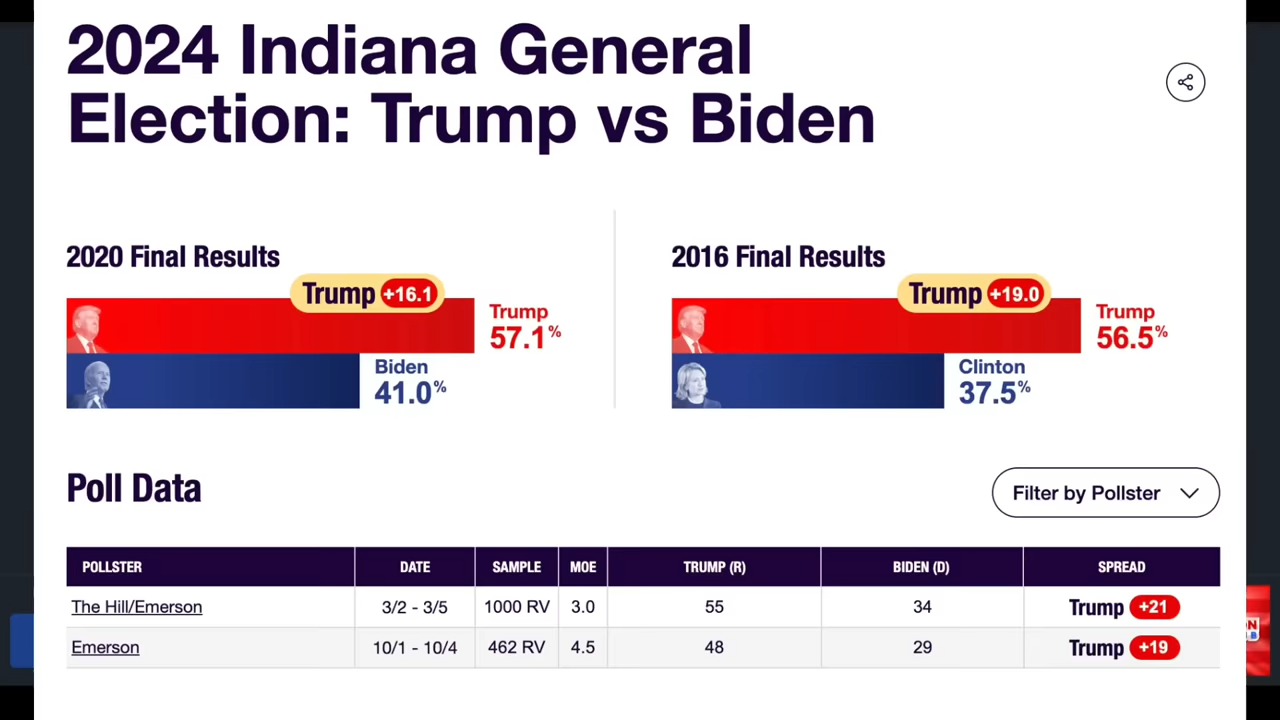 2024 Indiana General
Election: Trump vs Biden
2020 Final Results
Trump +16.1
Trump
57.1%
Biden
41.0%
2016 Final Results
Trump +19.0
Trump
56.5%
Clinton
37.5%
Poll Data
Filter by Pollster
POLLSTER DATE SAMPLE MOE TRUMP (R) BIDEN (D) SPREAD
The Hill/Emerson 3/2 - 3/5 1000 RV 3.0 55 34 Trump +21
Emerson 10/1 - 10/4 462 RV 4.5 48 29 Trump +19